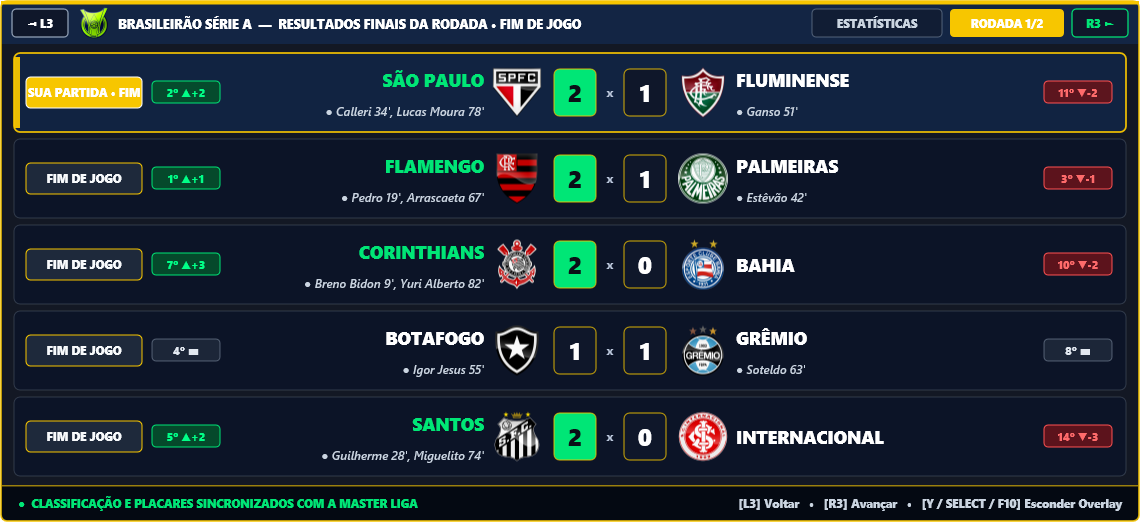 ⊸ L3
BRASILEIRÃO SÉRIE A — RESULTADOS FINAIS DA RODADA • FIM DE JOGO
ESTATÍSTICAS
RODADA 1/2
R3 ⟜
SUA PARTIDA • FIM
2º ▲+2
SÃO PAULO
SPFC
2 x 1
FLUMINENSE
11º ▼-2
● Calleri 34', Lucas Moura 78'
● Ganso 51'
FIM DE JOGO
1º ▲+1
FLAMENGO
2 x 1
PALMEIRAS
PALMEIRAS
3º ▼-1
● Pedro 19', Arrascaeta 67'
● Estêvão 42'
FIM DE JOGO
7º ▲+3
CORINTHIANS
2 x 0
BAHIA
10º ▼-2
● Breno Bidon 9', Yuri Alberto 82'
FIM DE JOGO
4º
BOTAFOGO
1 x 1
GRÊMIO
GRÊMIO
8º
● Igor Jesus 55'
● Soteldo 63'
FIM DE JOGO
5º ▲+2
SANTOS
2 x 0
INTERNACIONAL
14º ▼-3
● Guilherme 28', Miguelito 74'
● CLASSIFICAÇÃO E PLACARES SINCRONIZADOS COM A MASTER LIGA
[L3] Voltar • [R3] Avançar • [Y / SELECT / F10] Esconder Overlay